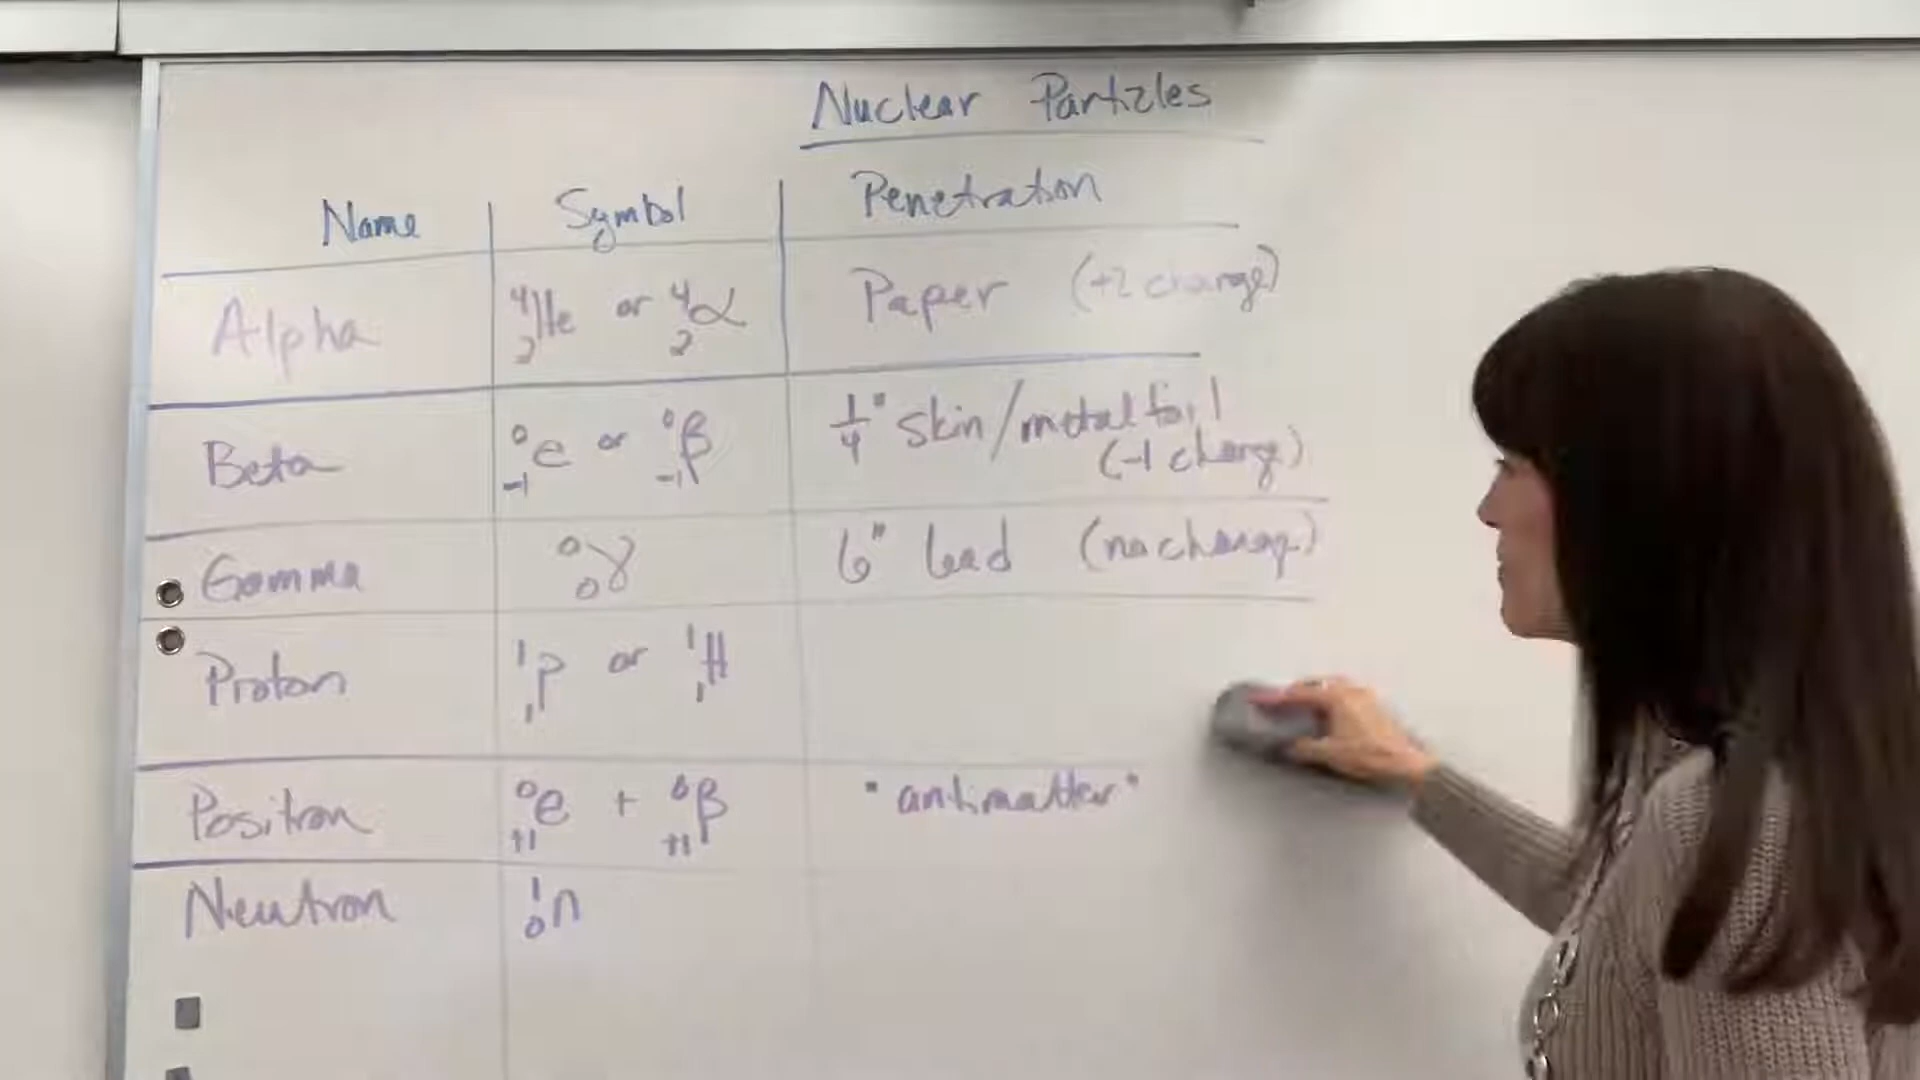 Nuclear Particles
Name Symbol Penetration
Alpha ⁴₂He or ⁴₂α Paper (+2 charge)
Beta ⁰₋₁e or ⁰₋₁β 1/4" skin/metal foil
(-1 charge)
Gamma ⁰₀γ 6" lead (no charge)
Proton ¹₁p or ¹₁H
Positron ⁰₊₁e + ⁰₊₁β "antimatter"
Neutron ¹₀n